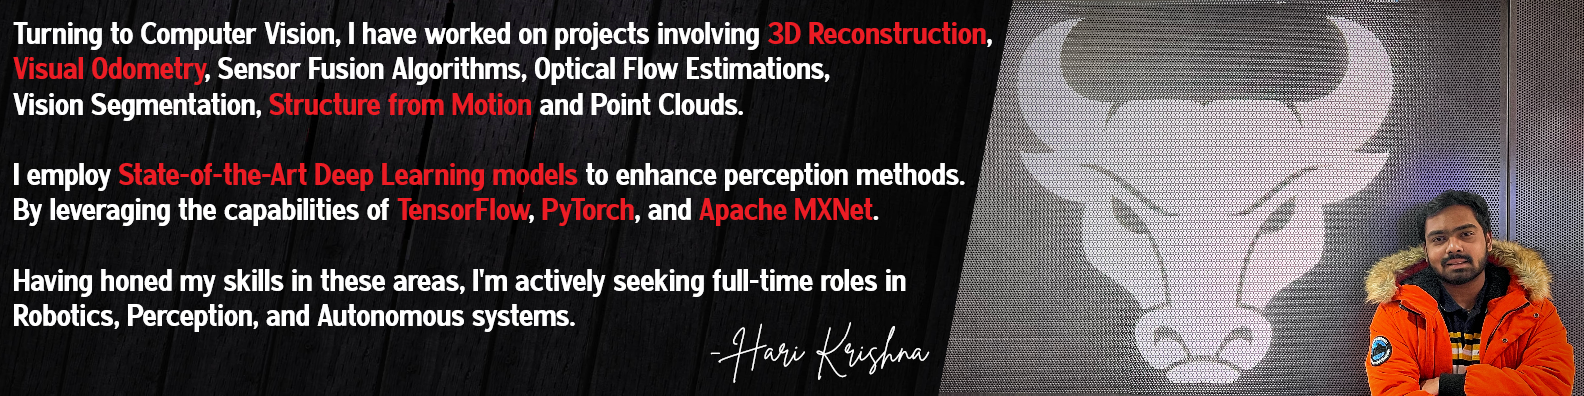 Turning to Computer Vision, I have worked on projects involving 3D Reconstruction,
Visual Odometry, Sensor Fusion Algorithms, Optical Flow Estimations,
Vision Segmentation, Structure from Motion and Point Clouds.
I employ State-of-the-Art Deep Learning models to enhance perception methods.
By leveraging the capabilities of TensorFlow, PyTorch, and Apache MXNet.
Having honed my skills in these areas, I'm actively seeking full-time roles in
Robotics, Perception, and Autonomous systems.
-Hari Krishna